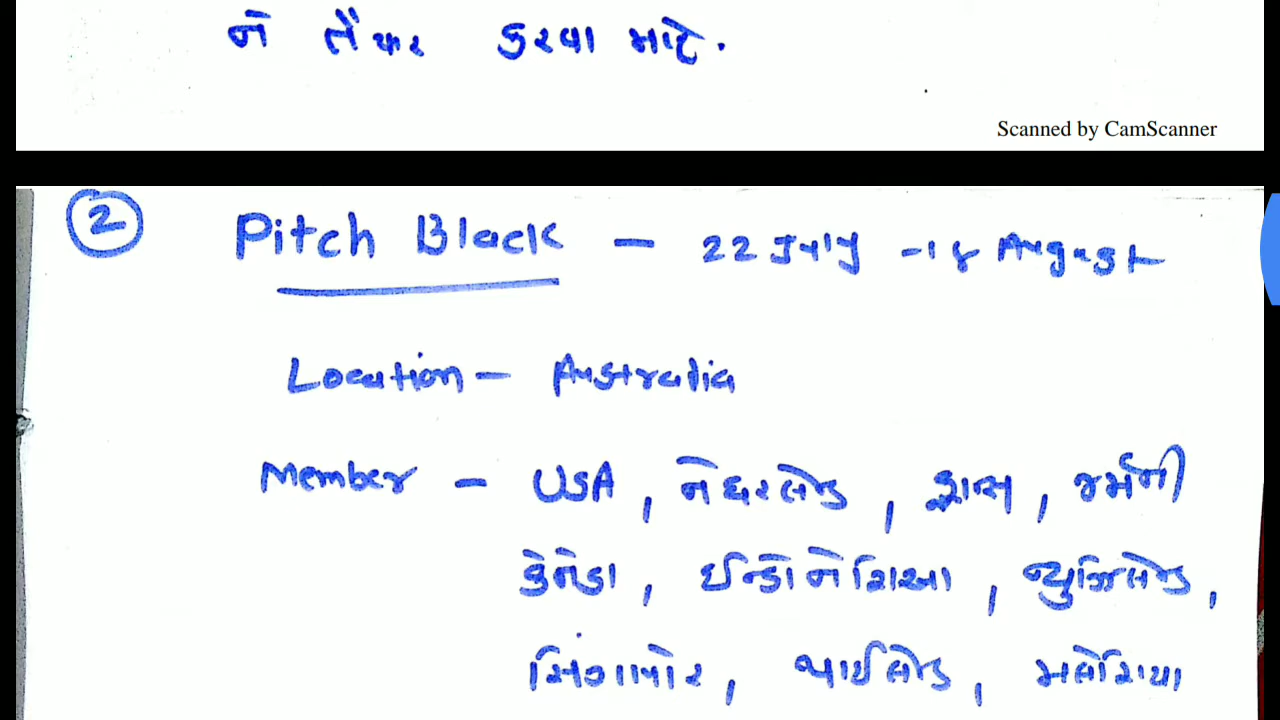 ને તૈયાર કરવા માટે.
Scanned by CamScanner
2 Pitch Black – 22 July -18 August
Location – Australia
Member – USA, નેધરલેન્ડ, ફ્રાન્સ, જર્મની
કેનેડા, ઈન્ડોનેશિયા, ન્યુઝિલેન્ડ,
સિંગાપોર, થાઈલેન્ડ, મલેશિયા